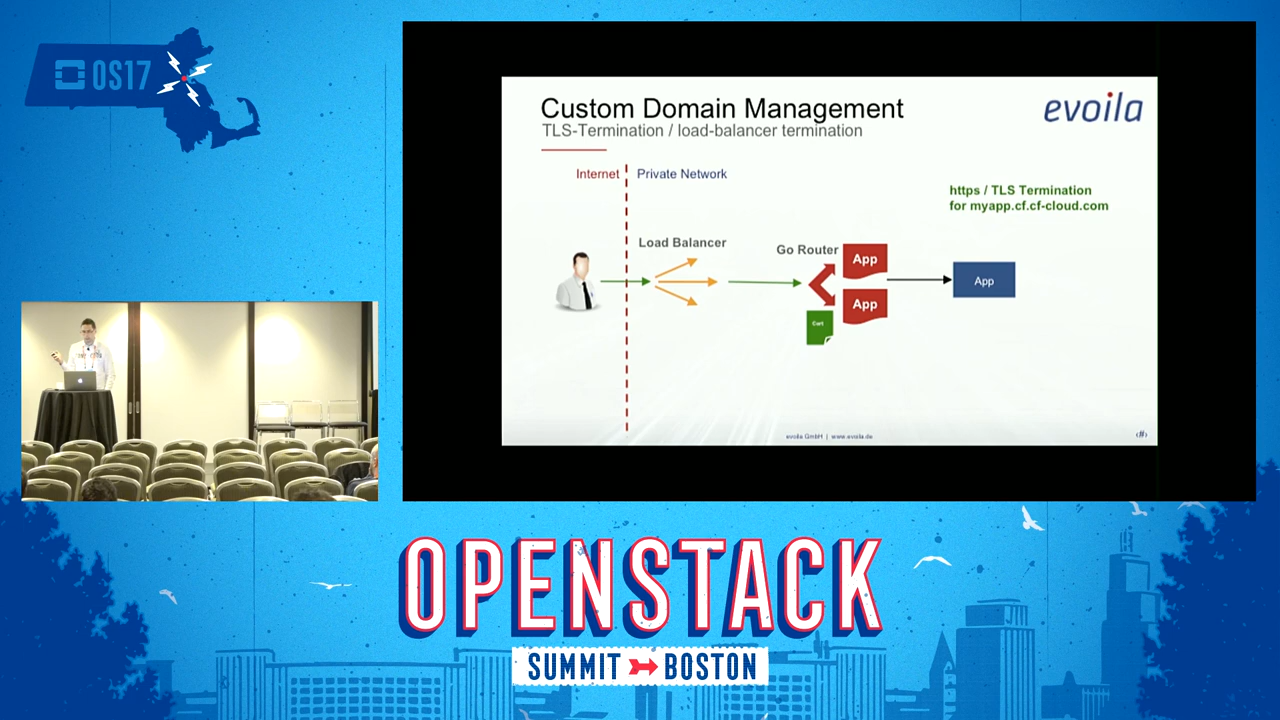 OS17
Custom Domain Management
TLS-Termination / load-balancer termination
evoila
Internet
Private Network
https / TLS Termination
for myapp.cf.cf-cloud.com
Load Balancer
Go Router
App
App
App
Cert
evoila GmbH | www.evoila.de
‹#›
OPENSTACK
SUMMIT BOSTON